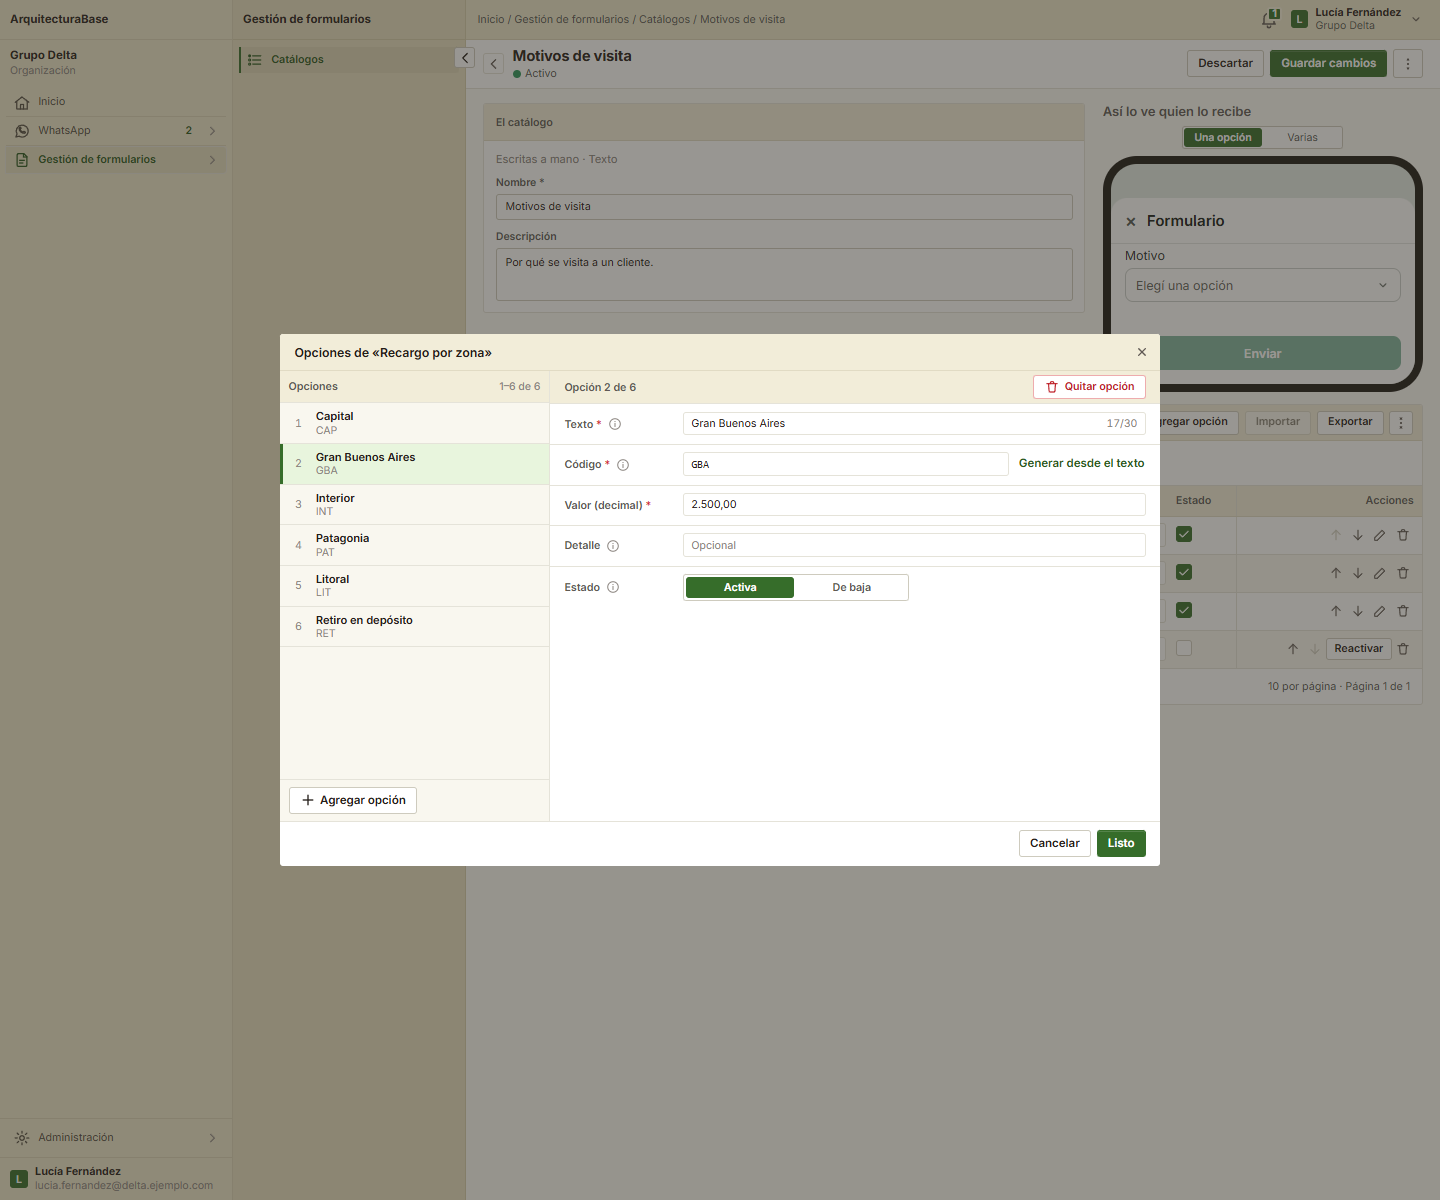 ArquitecturaBase
Gestión de formularios
Inicio / Gestión de formularios / Catálogos / Motivos de visita
1
L
Lucía Fernández
Grupo Delta
Grupo Delta
Organización
Inicio
WhatsApp 2
Gestión de formularios
Catálogos
Motivos de visita
Activo
Descartar
Guardar cambios
El catálogo
Escritas a mano · Texto
Nombre *
Motivos de visita
Descripción
Por qué se visita a un cliente.
Así lo ve quien lo recibe
Una opción
Varias
Formulario
Motivo
Elegí una opción
Enviar
gregar opción
Importar
Exportar
Estado
Acciones
Reactivar
10 por página · Página 1 de 1
Opciones de «Recargo por zona»
Opciones
1–6 de 6
1
Capital
CAP
2
Gran Buenos Aires
GBA
3
Interior
INT
4
Patagonia
PAT
5
Litoral
LIT
6
Retiro en depósito
RET
Agregar opción
Opción 2 de 6
Quitar opción
Texto *
Gran Buenos Aires
17/30
Código *
GBA
Generar desde el texto
Valor (decimal) *
2.500,00
Detalle
Opcional
Estado
Activa
De baja
Cancelar
Listo
Administración
L
Lucía Fernández
lucia.fernandez@delta.ejemplo.com